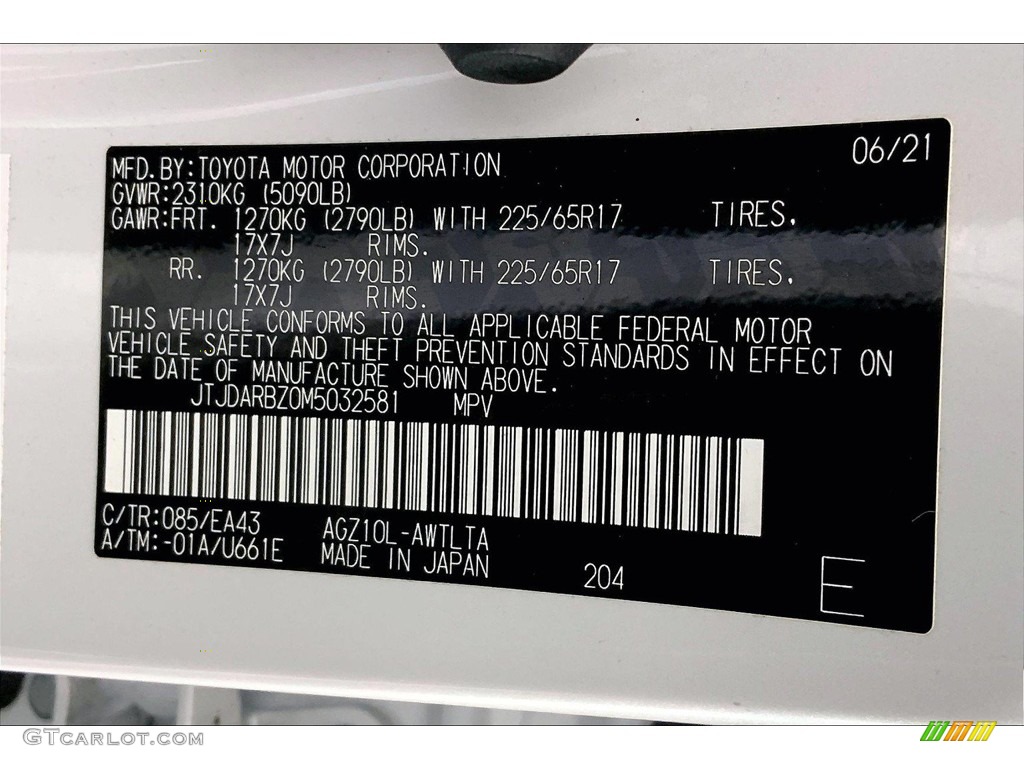 06/21
MFD.BY:TOYOTA MOTOR CORPORATION
GVWR:2310KG (5090LB)
GAWR:FRT. 1270KG (2790LB) WITH 225/65R17 TIRES,
17X7J RIMS.
RR. 1270KG (2790LB) WITH 225/65R17 TIRES,
17X7J RIMS.
THIS VEHICLE CONFORMS TO ALL APPLICABLE FEDERAL MOTOR
VEHICLE SAFETY AND THEFT PREVENTION STANDARDS IN EFFECT ON
THE DATE OF MANUFACTURE SHOWN ABOVE.
JTJDARBZ0M5032581 MPV
C/TR:085/EA43 AGZ10L-AWTLTA
A/TM:-01A/U661E MADE IN JAPAN
204
E
GTcarlot.com